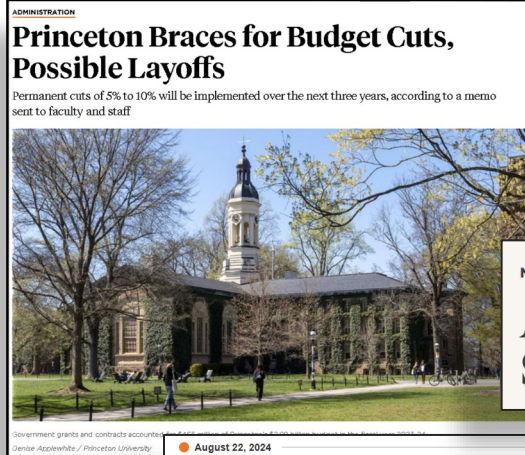 ADMINISTRATION
Princeton Braces for Budget Cuts,
Possible Layoffs
Permanent cuts of 5% to 10% will be implemented over the next three years, according to a memo
sent to faculty and staff
Government grants and contracts accounted for
Denise Applewhite / Princeton University
August 22, 2024